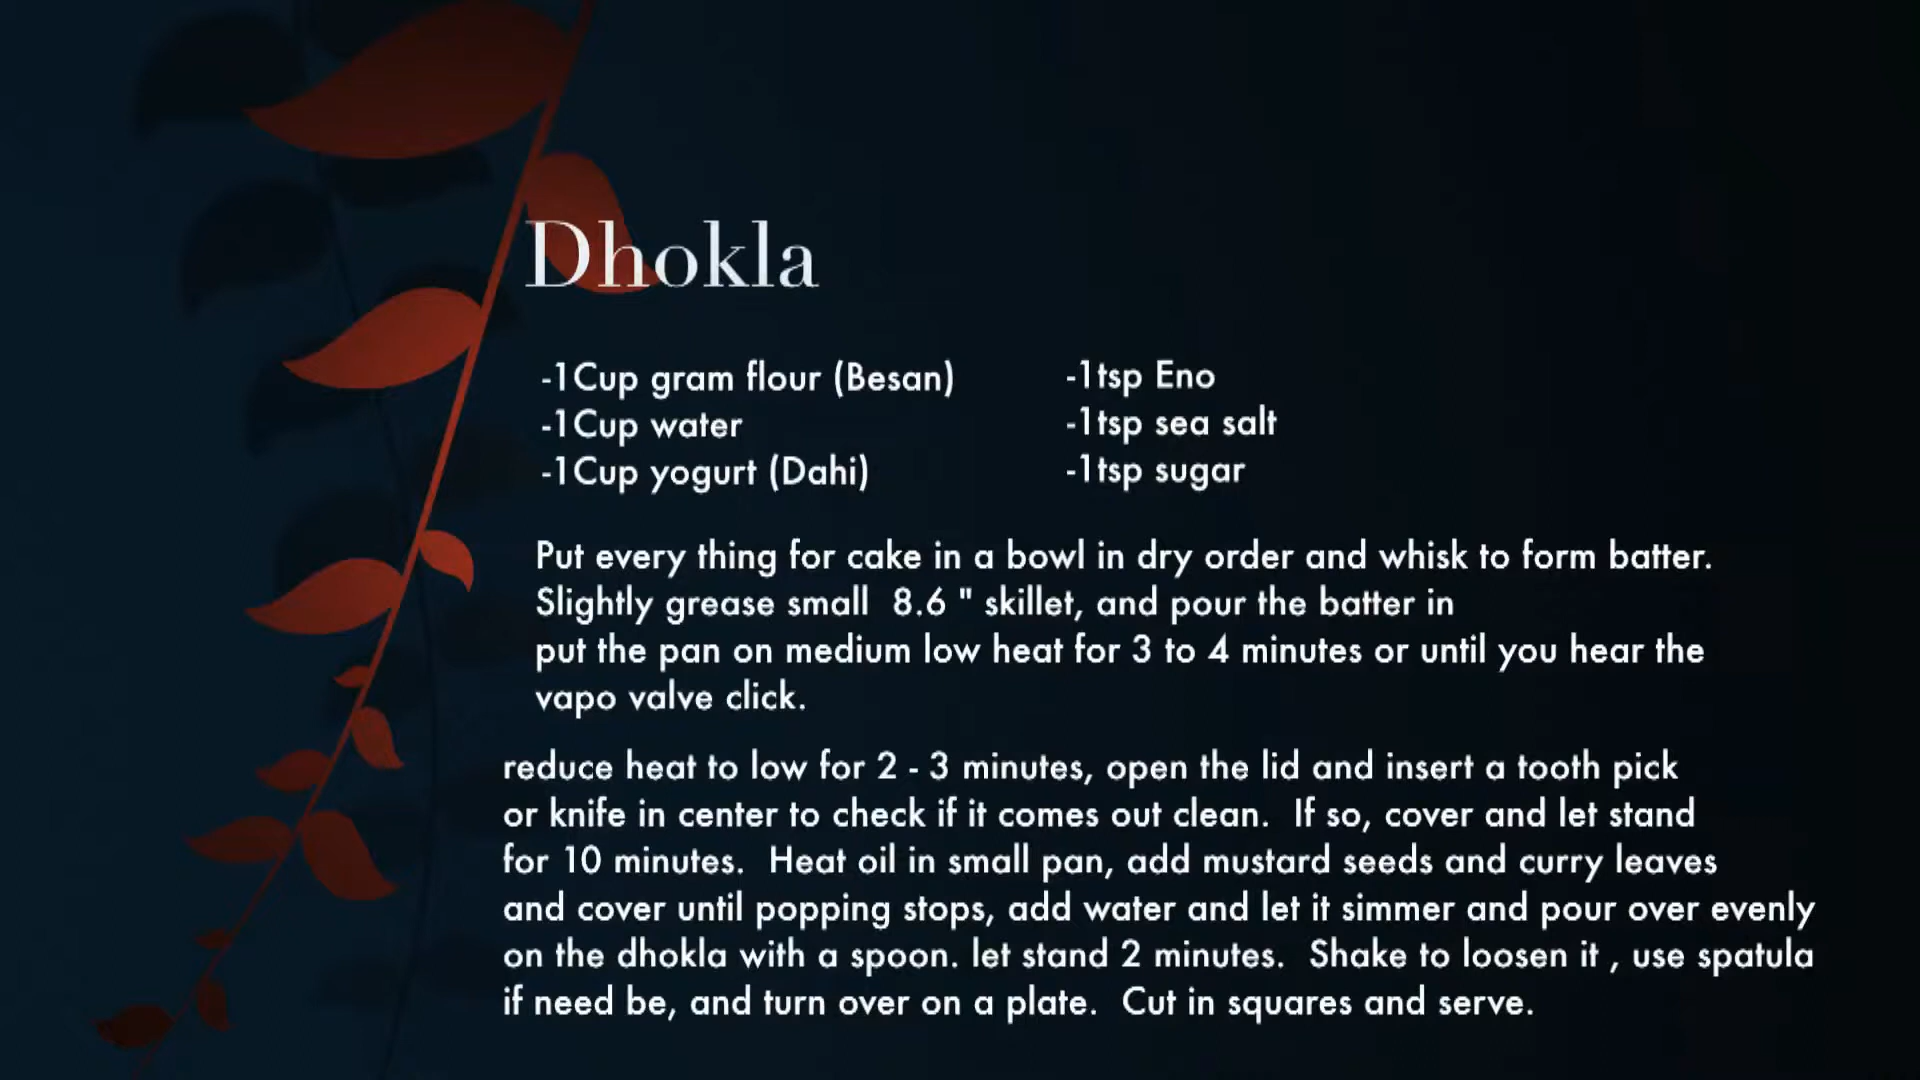 Dhokla
-1Cup gram flour (Besan)
-1Cup water
-1Cup yogurt (Dahi)
-1tsp Eno
-1tsp sea salt
-1tsp sugar
Put every thing for cake in a bowl in dry order and whisk to form batter.
Slightly grease small 8.6 " skillet, and pour the batter in
put the pan on medium low heat for 3 to 4 minutes or until you hear the
vapo valve click.
reduce heat to low for 2 - 3 minutes, open the lid and insert a tooth pick
or knife in center to check if it comes out clean. If so, cover and let stand
for 10 minutes. Heat oil in small pan, add mustard seeds and curry leaves
and cover until popping stops, add water and let it simmer and pour over evenly
on the dhokla with a spoon. let stand 2 minutes. Shake to loosen it , use spatula
if need be, and turn over on a plate. Cut in squares and serve.